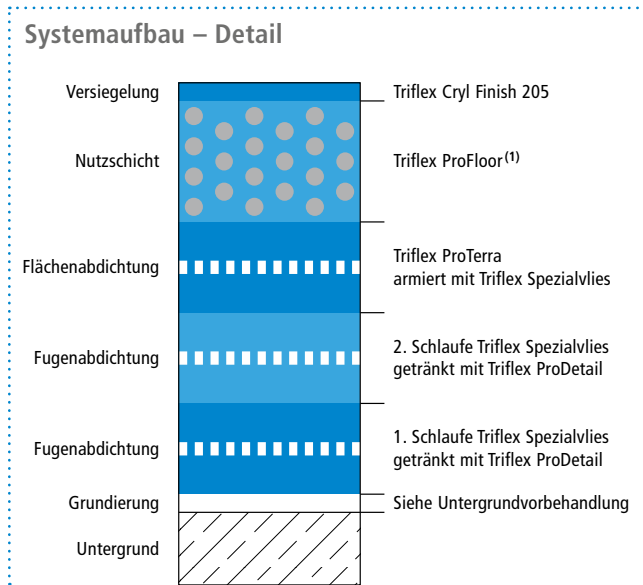 Systemaufbau – Detail
Versiegelung
Triflex Cryl Finish 205
Nutzschicht
Triflex ProFloor(1)
Flächenabdichtung
Triflex ProTerra
armiert mit Triflex Spezialvlies
Fugenabdichtung
2. Schlaufe Triflex Spezialvlies
getränkt mit Triflex ProDetail
Fugenabdichtung
1. Schlaufe Triflex Spezialvlies
getränkt mit Triflex ProDetail
Grundierung
Siehe Untergrundvorbehandlung
Untergrund